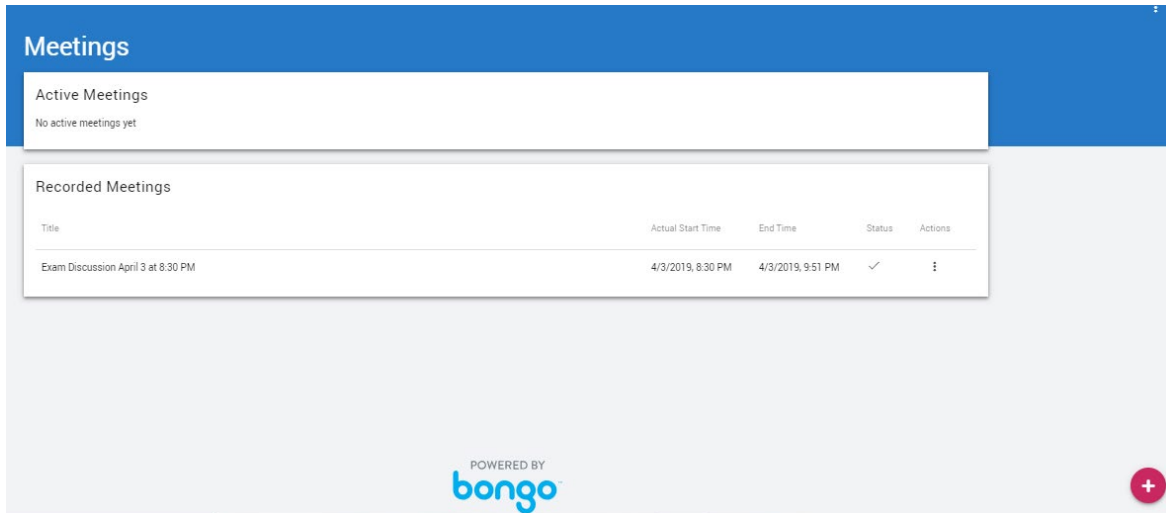 Meetings
Active Meetings
No active meetings yet
Recorded Meetings
Title Actual Start Time End Time Status Actions
Exam Discussion April 3 at 8:30 PM 4/3/2019, 8:30 PM 4/3/2019, 9:51 PM
POWERED BY
bongo